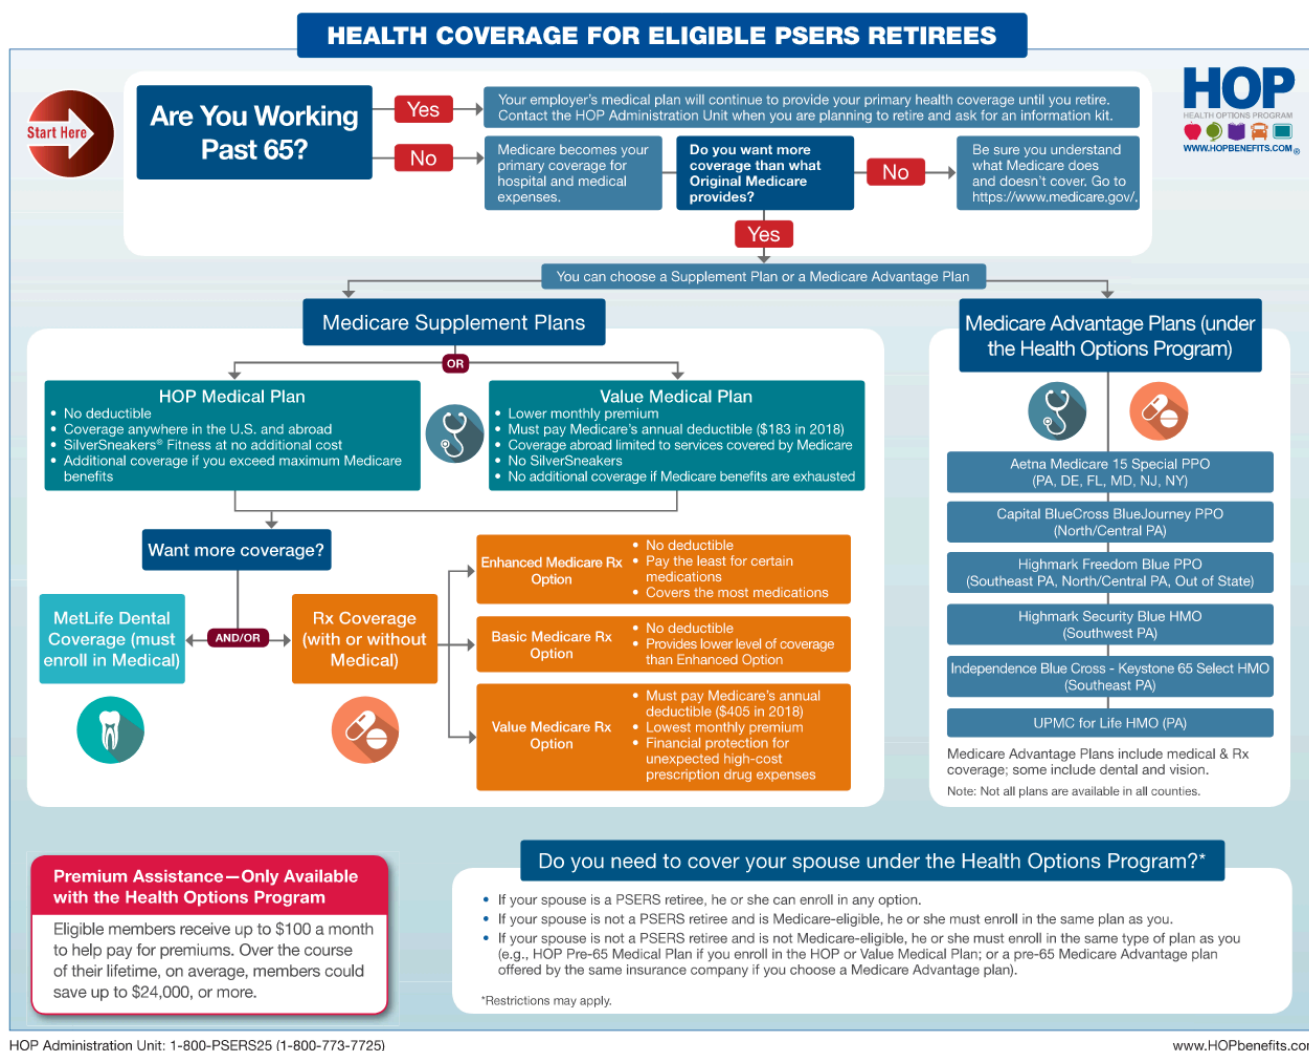 HEALTH COVERAGE FOR ELIGIBLE PSERS RETIREES
Start Here
Are You Working
Past 65?
Yes
Your employer's medical plan will continue to provide your primary health coverage until you retire.
Contact the HOP Administration Unit when you are planning to retire and ask for an information kit.
No
Medicare becomes your
primary coverage for
hospital and medical
expenses.
Do you want more
coverage than what
Original Medicare
provides?
No
Be sure you understand
what Medicare does
and doesn't cover. Go to
https://www.medicare.gov/.
HOP
HEALTH OPTIONS PROGRAM
WWW.HOPBENEFITS.COM ®
Yes
You can choose a Supplement Plan or a Medicare Advantage Plan
Medicare Supplement Plans
OR
HOP Medical Plan
• No deductible
• Coverage anywhere in the U.S. and abroad
• SilverSneakers® Fitness at no additional cost
• Additional coverage if you exceed maximum Medicare
benefits
Value Medical Plan
• Lower monthly premium
• Must pay Medicare's annual deductible ($183 in 2018)
• Coverage abroad limited to services covered by Medicare
• No SilverSneakers
• No additional coverage if Medicare benefits are exhausted
Want more coverage?
MetLife Dental
Coverage (must
enroll in Medical)
AND/OR
Rx Coverage
(with or without
Medical)
Enhanced Medicare Rx
Option
• No deductible
• Pay the least for certain
medications
• Covers the most medications
Basic Medicare Rx
Option
• No deductible
• Provides lower level of coverage
than Enhanced Option
Value Medicare Rx
Option
• Must pay Medicare's annual
deductible ($405 in 2018)
• Lowest monthly premium
• Financial protection for
unexpected high-cost
prescription drug expenses
Medicare Advantage Plans (under
the Health Options Program)
Aetna Medicare 15 Special PPO
(PA, DE, FL, MD, NJ, NY)
Capital BlueCross BlueJourney PPO
(North/Central PA)
Highmark Freedom Blue PPO
(Southeast PA, North/Central PA, Out of State)
Highmark Security Blue HMO
(Southwest PA)
Independence Blue Cross - Keystone 65 Select HMO
(Southeast PA)
UPMC for Life HMO (PA)
Medicare Advantage Plans include medical & Rx
coverage; some include dental and vision.
Note: Not all plans are available in all counties.
Premium Assistance—Only Available
with the Health Options Program
Eligible members receive up to $100 a month
to help pay for premiums. Over the course
of their lifetime, on average, members could
save up to $24,000, or more.
Do you need to cover your spouse under the Health Options Program?*
• If your spouse is a PSERS retiree, he or she can enroll in any option.
• If your spouse is not a PSERS retiree and is Medicare-eligible, he or she must enroll in the same plan as you.
• If your spouse is not a PSERS retiree and is not Medicare-eligible, he or she must enroll in the same type of plan as you
(e.g., HOP Pre-65 Medical Plan if you enroll in the HOP or Value Medical Plan; or a pre-65 Medicare Advantage plan
offered by the same insurance company if you choose a Medicare Advantage plan).
*Restrictions may apply.
HOP Administration Unit: 1-800-PSERS25 (1-800-773-7725)
www.HOPbenefits.com